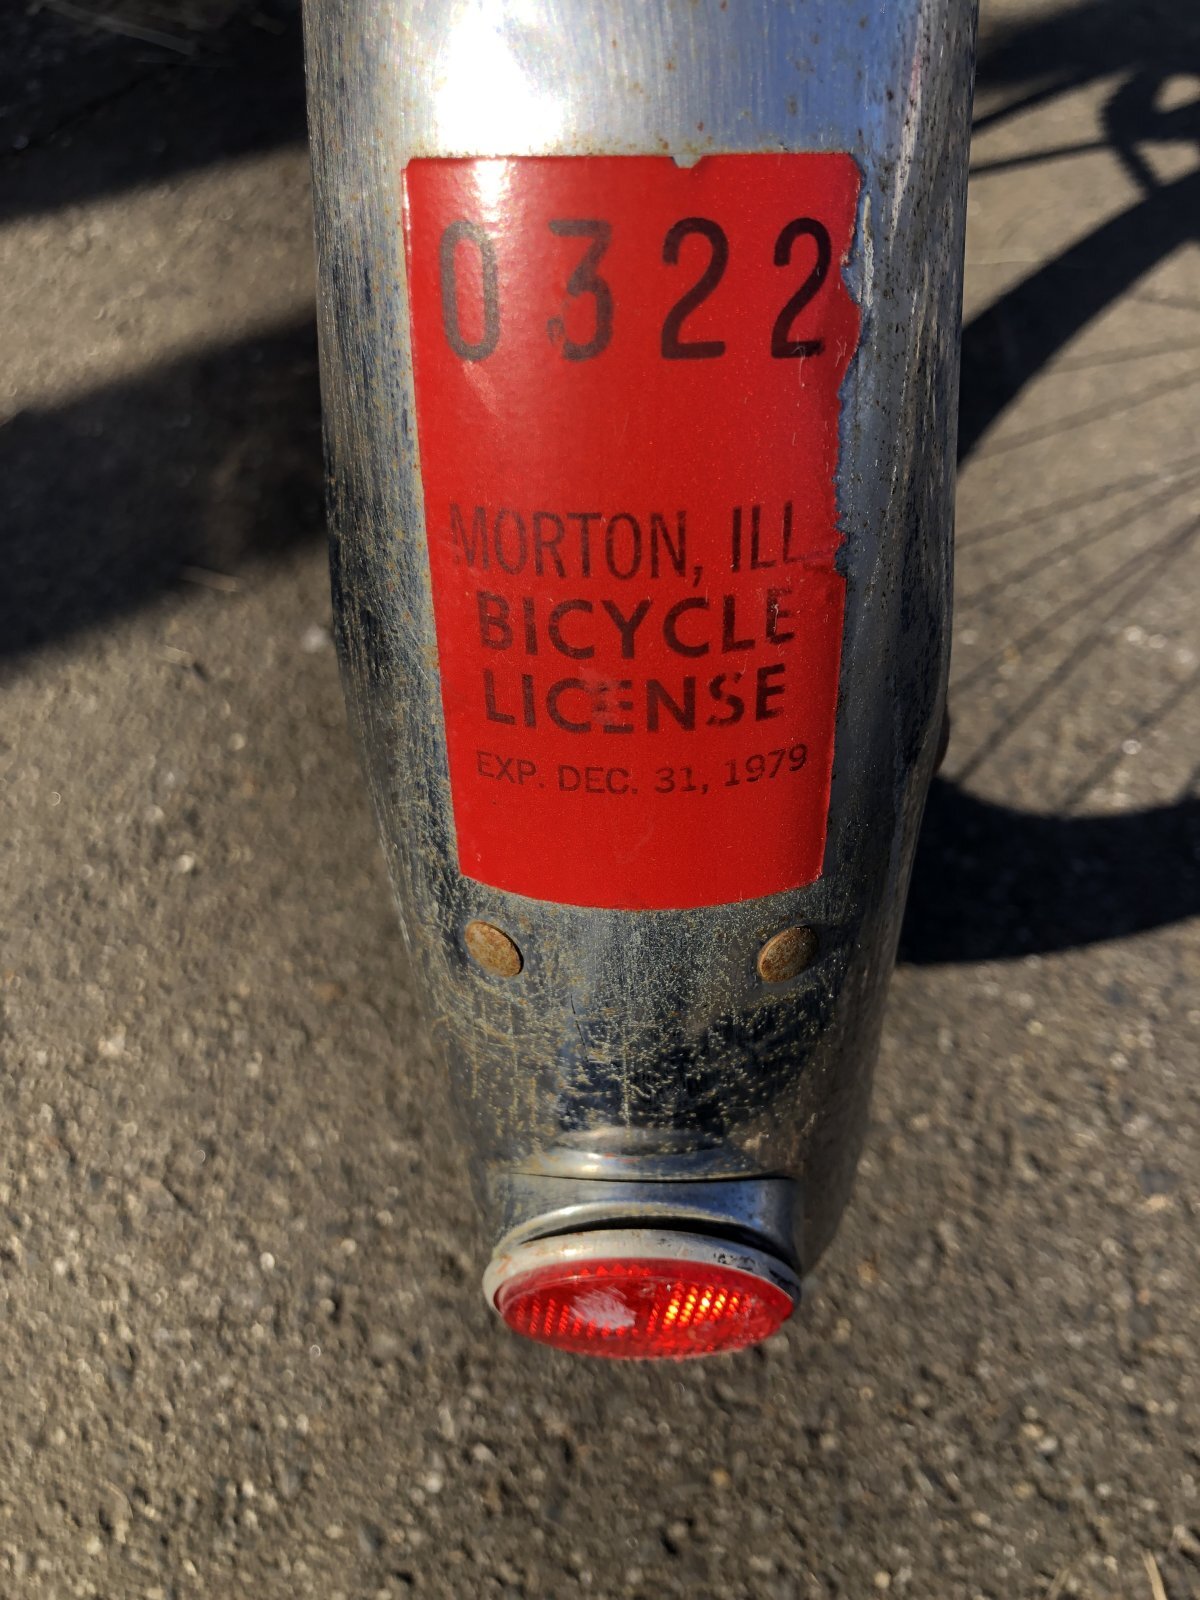 0322
MORTON, ILL
BICYCLE
LICENSE
EXP. DEC. 31, 1979